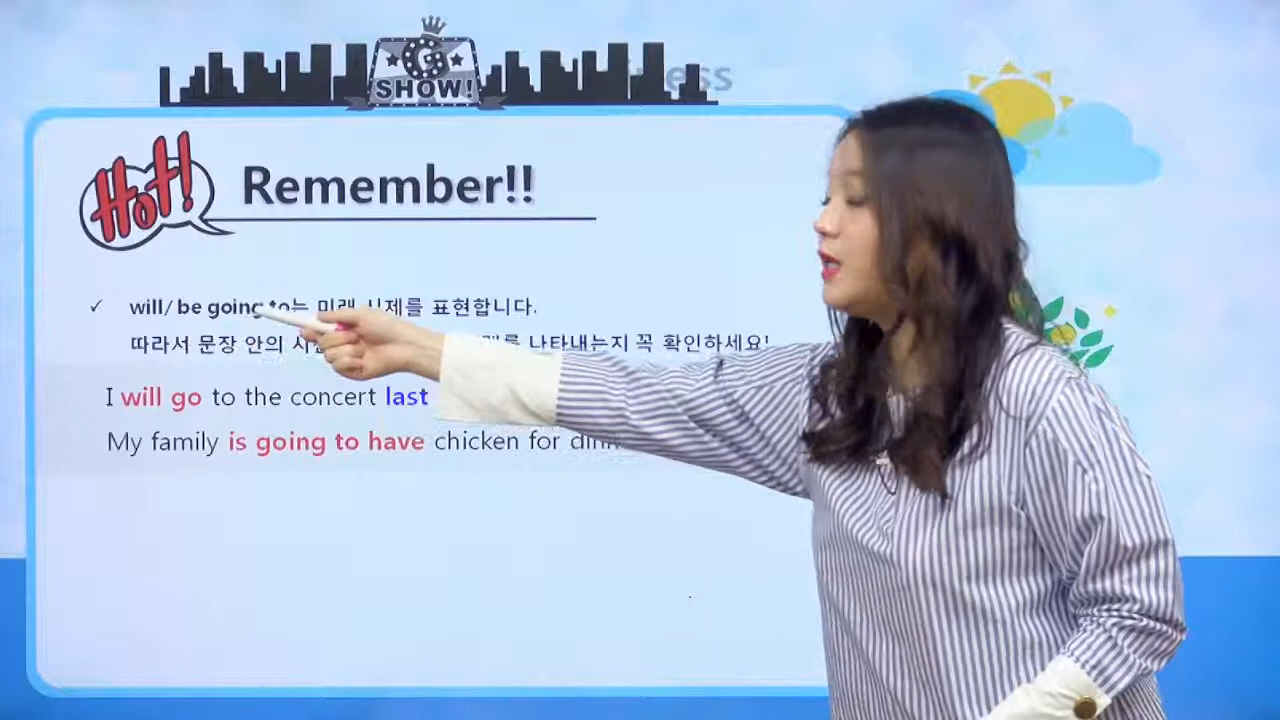 G
SHOW!
ess
Hot!
Remember!!
✓ will/ be going to는 미래 시제를 표현합니다.
따라서 문장 안의 나타내는지 꼭 확인하세요!
I will go to the concert last
My family is going to have chicken for